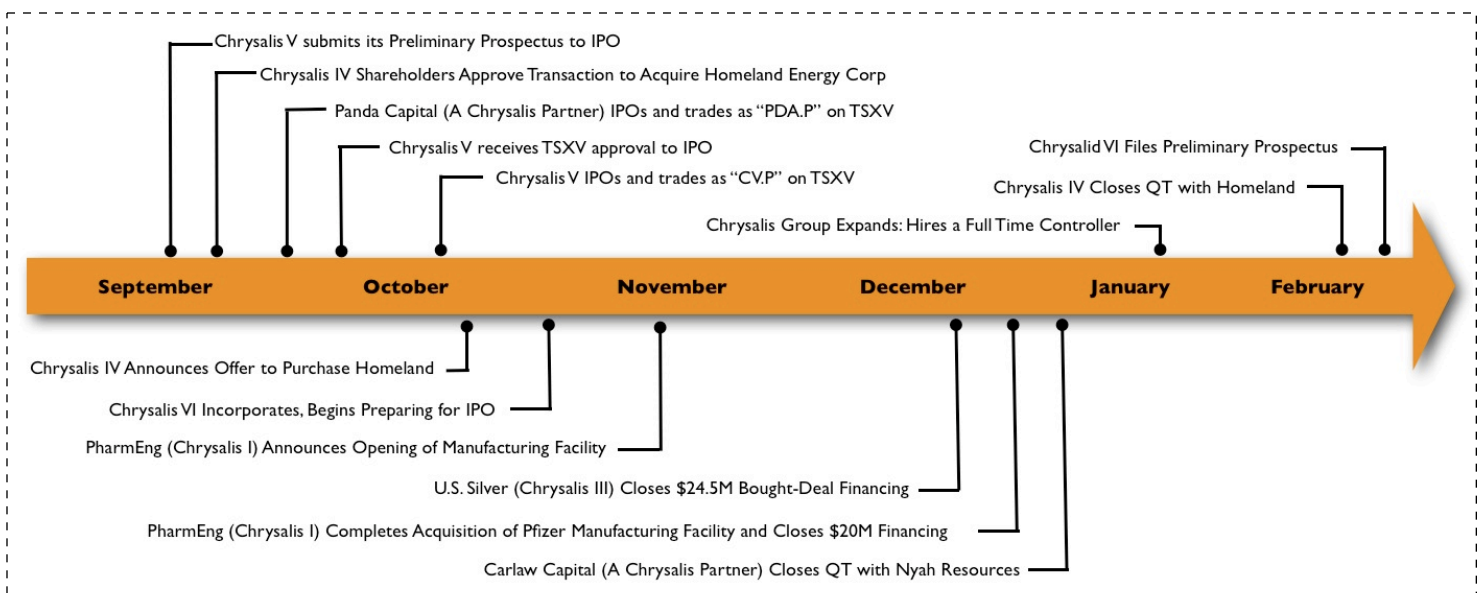 Chrysalis V submits its Preliminary Prospectus to IPO
Chrysalis IV Shareholders Approve Transaction to Acquire Homeland Energy Corp
Panda Capital (A Chrysalis Partner) IPOs and trades as “PDA.P” on TSXV
Chrysalis V receives TSXV approval to IPO
Chrysalid VI Files Preliminary Prospectus
Chrysalis V IPOs and trades as “CV.P” on TSXV
Chrysalis IV Closes QT with Homeland
Chrysalis Group Expands: Hires a Full Time Controller
September October November December January February
Chrysalis IV Announces Offer to Purchase Homeland
Chrysalis VI Incorporates, Begins Preparing for IPO
PharmEng (Chrysalis I) Announces Opening of Manufacturing Facility
U.S. Silver (Chrysalis III) Closes $24.5M Bought-Deal Financing
PharmEng (Chrysalis I) Completes Acquisition of Pfizer Manufacturing Facility and Closes $20M Financing
Carlaw Capital (A Chrysalis Partner) Closes QT with Nyah Resources